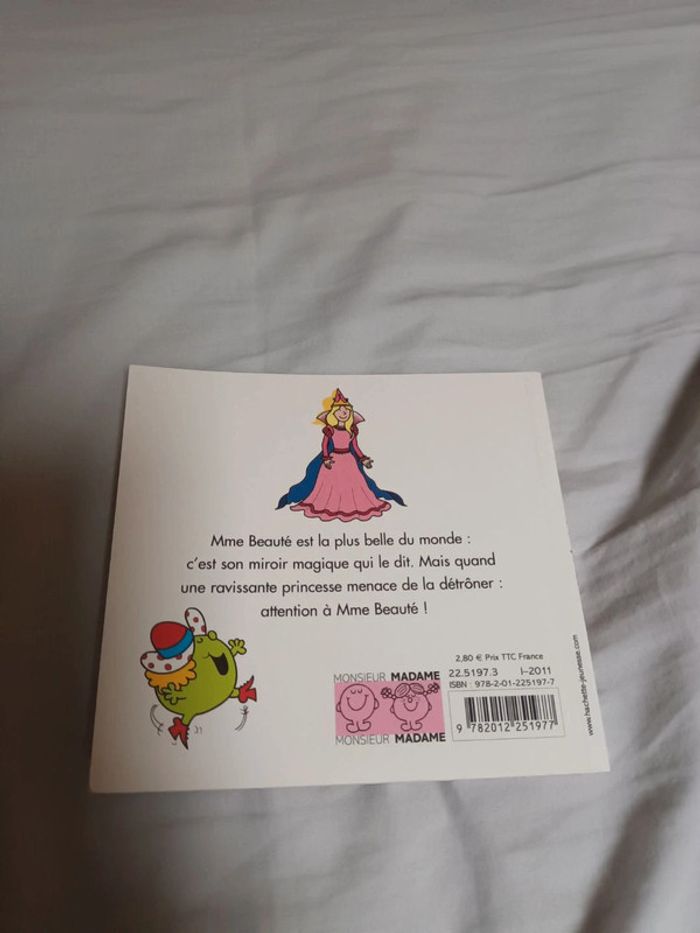 Mme Beauté est la plus belle du monde :
c'est son miroir magique qui le dit. Mais quand
une ravissante princesse menace de la détrôner :
attention à Mme Beauté !
2,80 € Prix TTC France
22.5197.3 I-2011
ISBN : 978-2-01-225197-7
MONSIEUR MADAME
MONSIEUR MADAME
9 782012 251977
www.hachette-jeunesse.com